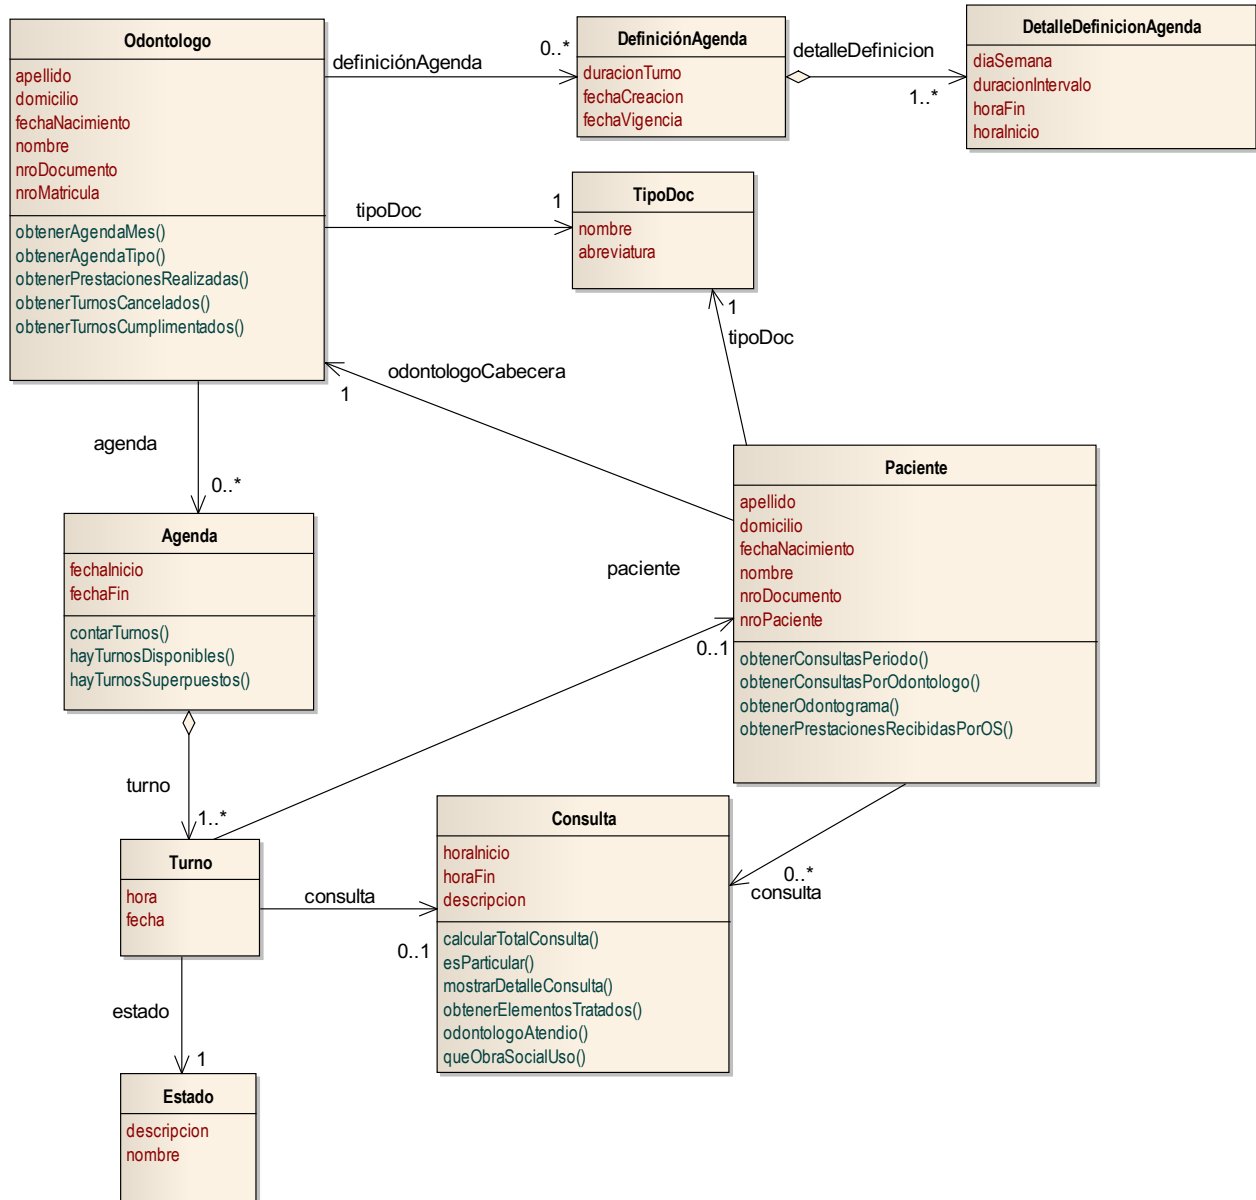 Odontologo
apellido
domicilio
fechaNacimiento
nombre
nroDocumento
nroMatricula
obtenerAgendaMes()
obtenerAgendaTipo()
obtenerPrestacionesRealizadas()
obtenerTurnosCancelados()
obtenerTurnosCumplimentados()
definiciónAgenda
0..*
DefiniciónAgenda
duracionTurno
fechaCreacion
fechaVigencia
detalleDefinicion
1..*
DetalleDefinicionAgenda
diaSemana
duracionIntervalo
horaFin
horaInicio
tipoDoc
1
TipoDoc
nombre
abreviatura
1
tipoDoc
odontologoCabecera
1
agenda
0..*
Paciente
apellido
domicilio
fechaNacimiento
nombre
nroDocumento
nroPaciente
obtenerConsultasPeriodo()
obtenerConsultasPorOdontologo()
obtenerOdontograma()
obtenerPrestacionesRecibidasPorOS()
Agenda
fechaInicio
fechaFin
contarTurnos()
hayTurnosDisponibles()
hayTurnosSuperpuestos()
paciente
0..1
turno
1..*
Turno
hora
fecha
consulta
0..1
Consulta
horaInicio
horaFin
descripcion
calcularTotalConsulta()
esParticular()
mostrarDetalleConsulta()
obtenerElementosTratados()
odontologoAtendio()
queObraSocialUso()
0..*
consulta
estado
1
Estado
descripcion
nombre